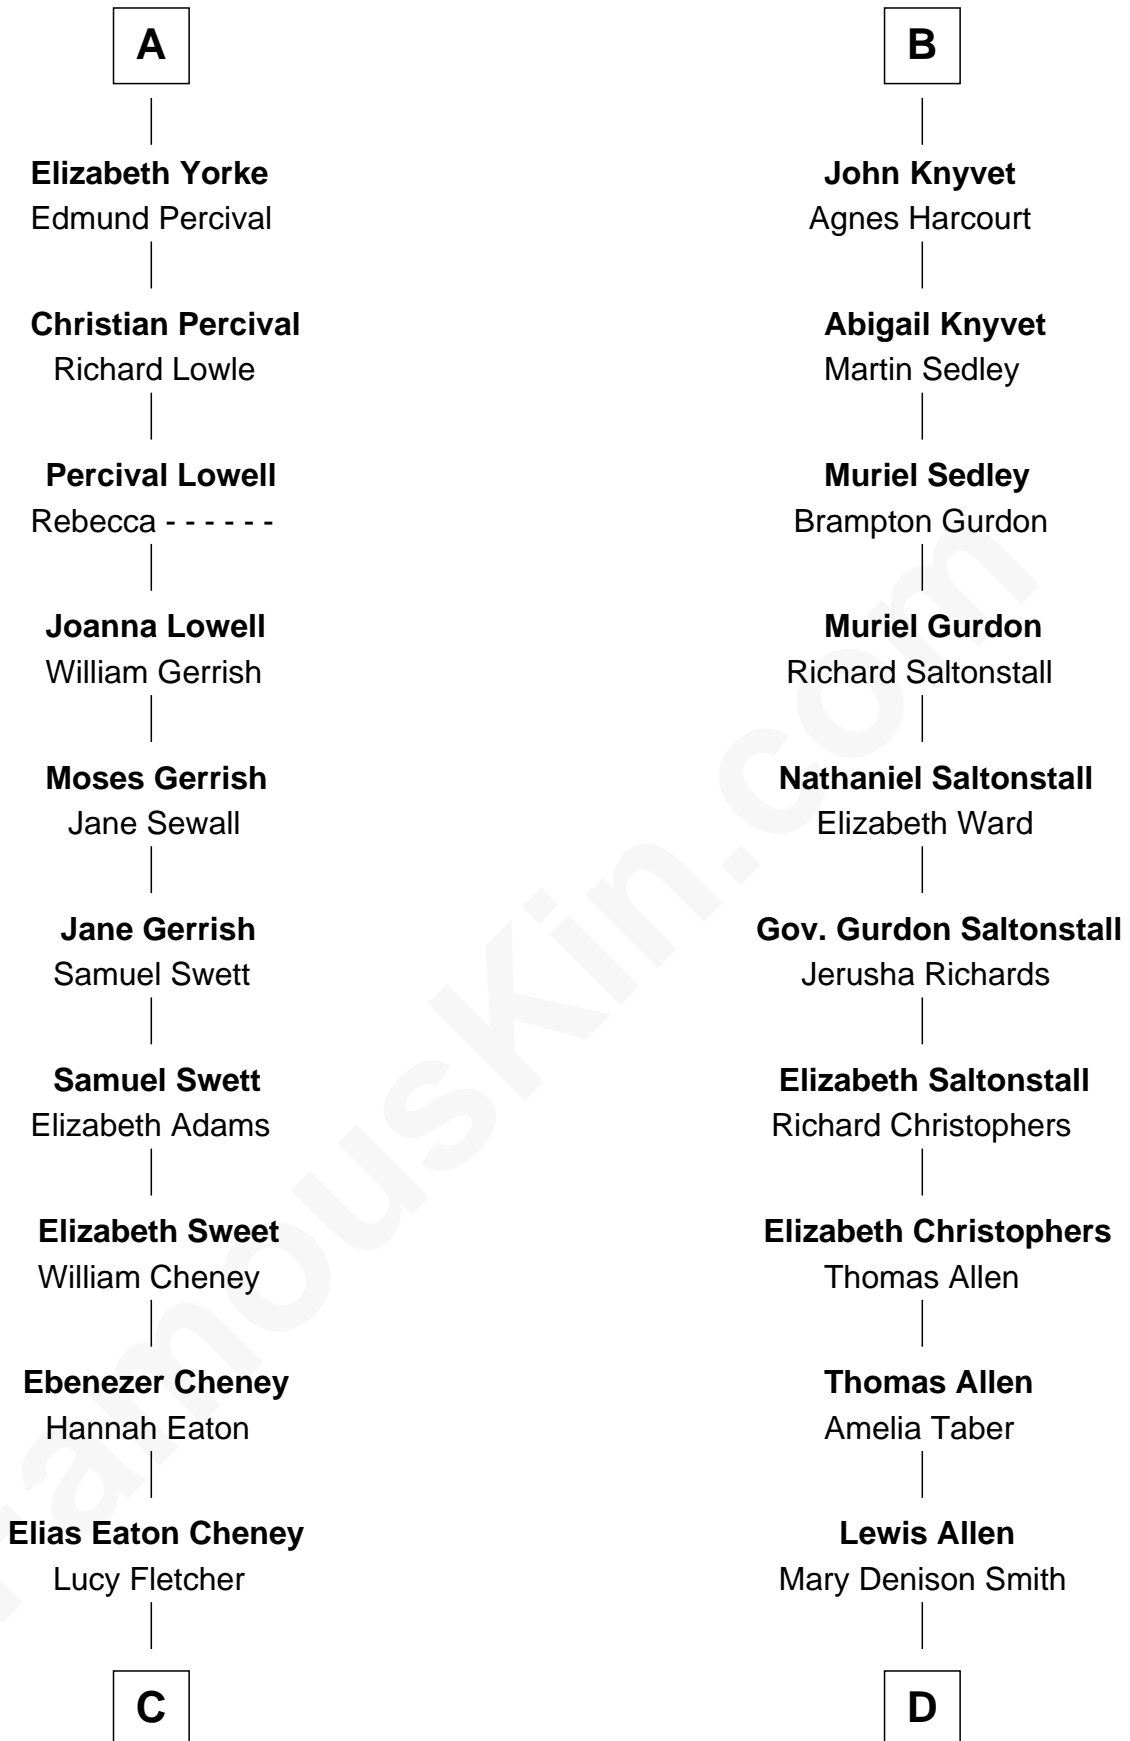 A
Elizabeth Yorke
Edmund Percival
Christian Percival
Richard Lowle
Percival Lowell
Rebecca - - - - - -
Joanna Lowell
William Gerrish
Moses Gerrish
Jane Sewall
Jane Gerrish
Samuel Swett
Samuel Swett
Elizabeth Adams
Elizabeth Sweet
William Cheney
Ebenezer Cheney
Hannah Eaton
Elias Eaton Cheney
Lucy Fletcher
C
B
John Knyvet
Agnes Harcourt
Abigail Knyvet
Martin Sedley
Muriel Sedley
Brampton Gurdon
Muriel Gurdon
Richard Saltonstall
Nathaniel Saltonstall
Elizabeth Ward
Gov. Gurdon Saltonstall
Jerusha Richards
Elizabeth Saltonstall
Richard Christophers
Elizabeth Christophers
Thomas Allen
Thomas Allen
Amelia Taber
Lewis Allen
Mary Denison Smith
D
FamousKin.com